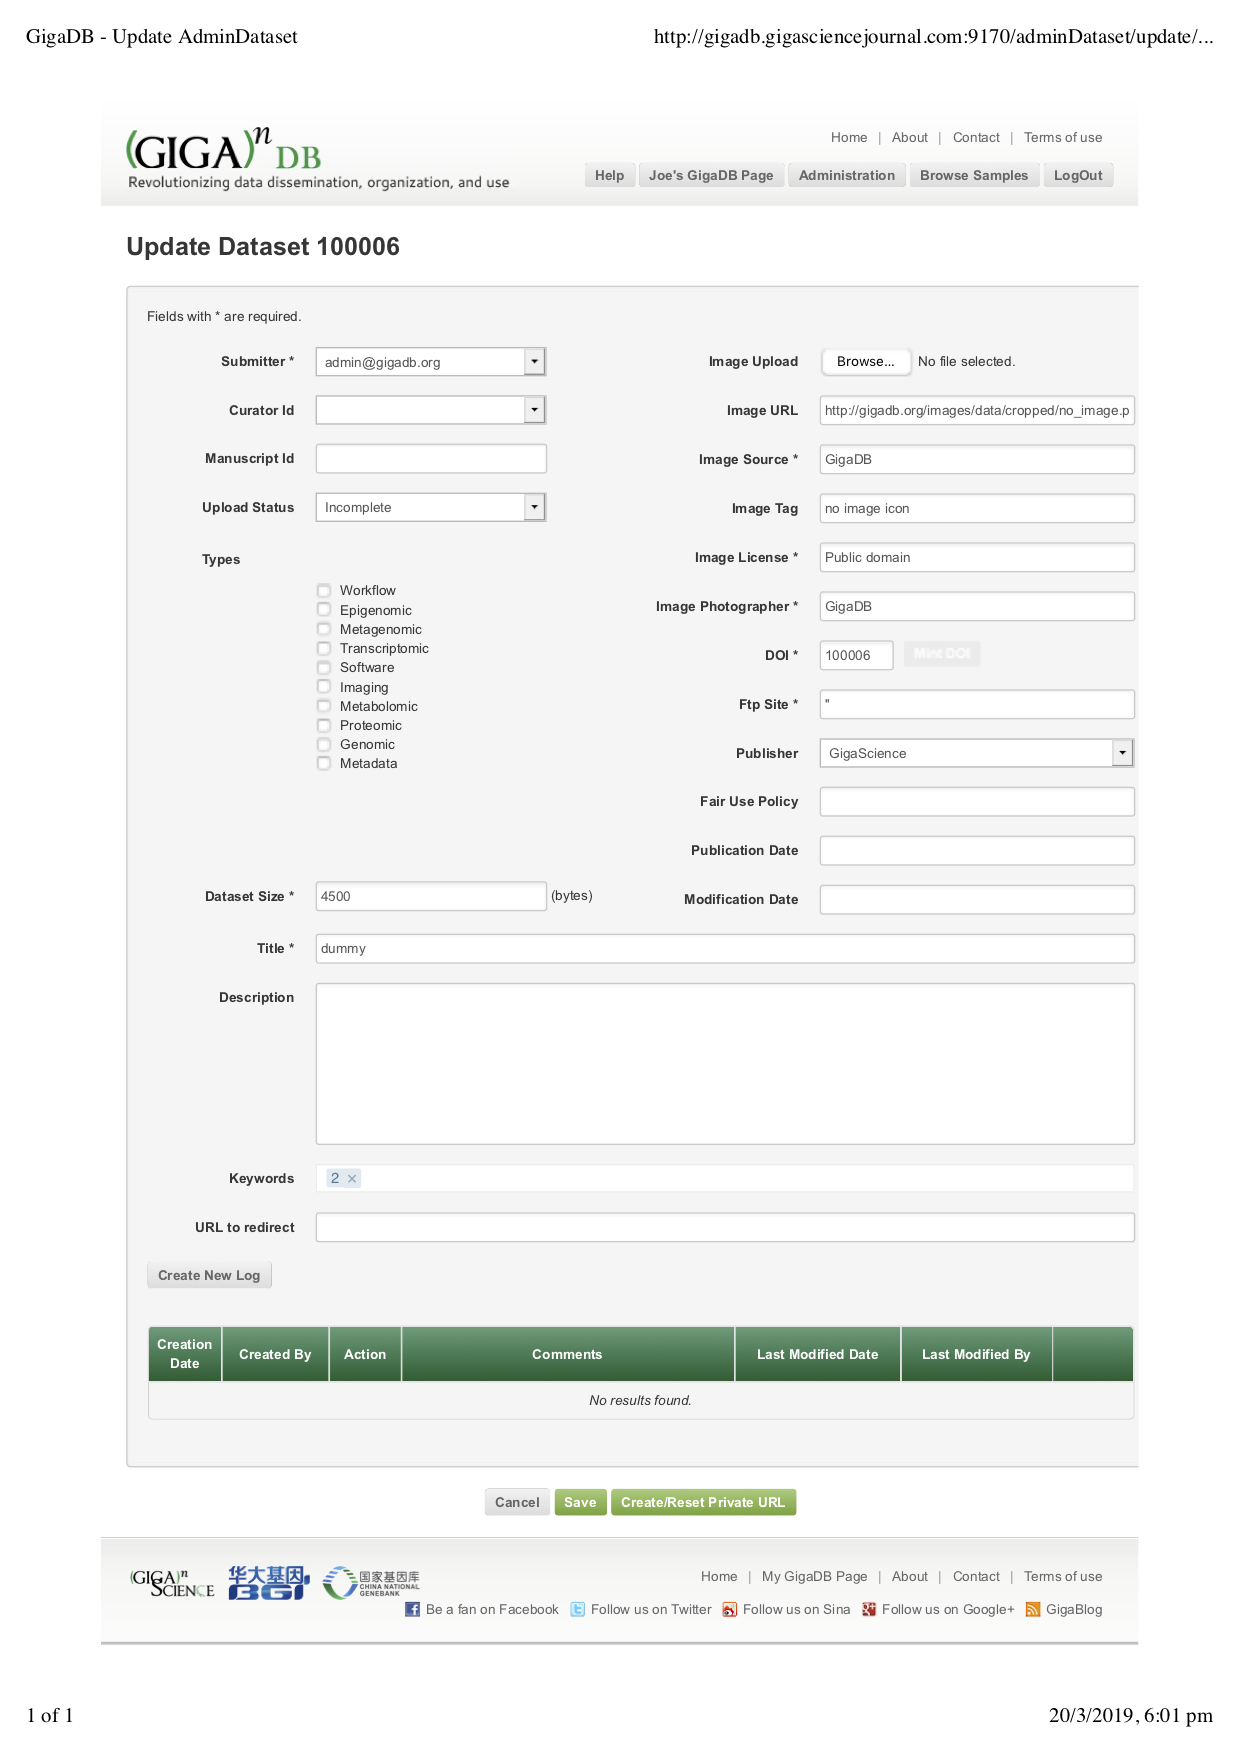 GigaDB - Update AdminDataset
http://gigadb.gigasciencejournal.com:9170/adminDataset/update/...
(GIGA)n DB
Revolutionizing data dissemination, organization, and use
Home | About | Contact | Terms of use
Help Joe's GigaDB Page Administration Browse Samples LogOut
Update Dataset 100006
Fields with * are required.
Submitter * admin@gigadb.org
Curator Id
Manuscript Id
Upload Status Incomplete
Types
Workflow
Epigenomic
Metagenomic
Transcriptomic
Software
Imaging
Metabolomic
Proteomic
Genomic
Metadata
Dataset Size * 4500 (bytes)
Image Upload Browse... No file selected.
Image URL http://gigadb.org/images/data/cropped/no_image.p
Image Source * GigaDB
Image Tag no image icon
Image License * Public domain
Image Photographer * GigaDB
DOI * 100006 Mint DOI
Ftp Site * "
Publisher GigaScience
Fair Use Policy
Publication Date
Modification Date
Title * dummy
Description
Keywords 2 ×
URL to redirect
Create New Log
Creation Date Created By Action Comments Last Modified Date Last Modified By
No results found.
Cancel Save Create/Reset Private URL
(GIGA)n SCIENCE 华大基因 BGI 国家基因库 CHINA NATIONAL GENEBANK
Home | My GigaDB Page | About | Contact | Terms of use
Be a fan on Facebook Follow us on Twitter Follow us on Sina Follow us on Google+ GigaBlog
1 of 1
20/3/2019, 6:01 pm